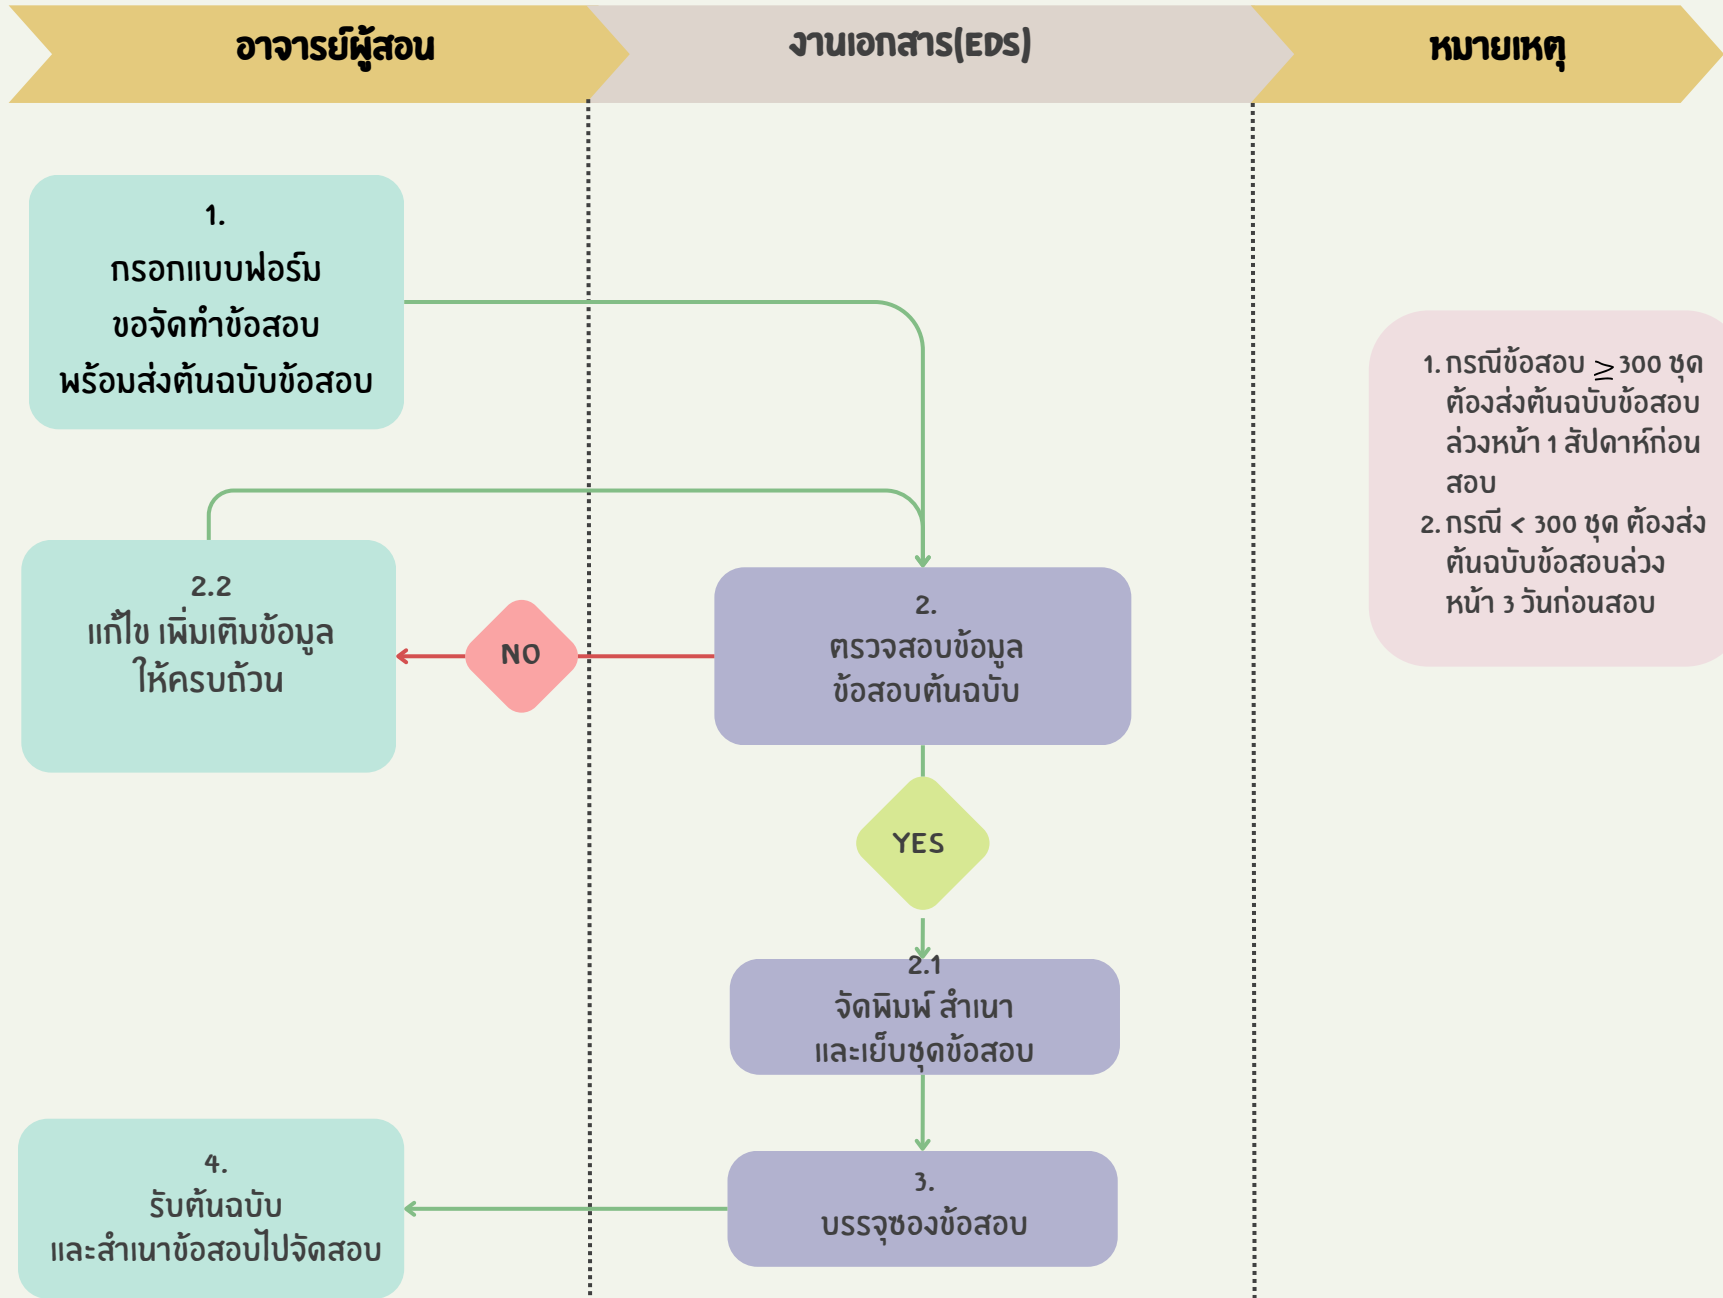 อาจารย์ผู้สอน
งานเอกสาร(EDS)
หมายเหตุ
1.
กรอกแบบฟอร์ม
ขอจัดทำข้อสอบ
พร้อมส่งต้นฉบับข้อสอบ
1. กรณีข้อสอบ ≥ 300 ชุด
ต้องส่งต้นฉบับข้อสอบ
ล่วงหน้า 1 สัปดาห์ก่อน
สอบ
2. กรณี < 300 ชุด ต้องส่ง
ต้นฉบับข้อสอบล่วง
หน้า 3 วันก่อนสอบ
2.2
แก้ไข เพิ่มเติมข้อมูล
ให้ครบถ้วน
NO
2.
ตรวจสอบข้อมูล
ข้อสอบต้นฉบับ
YES
2.1
จัดพิมพ์ สำเนา
และเย็บชุดข้อสอบ
3.
บรรจุซองข้อสอบ
4.
รับต้นฉบับ
และสำเนาข้อสอบไปจัดสอบ